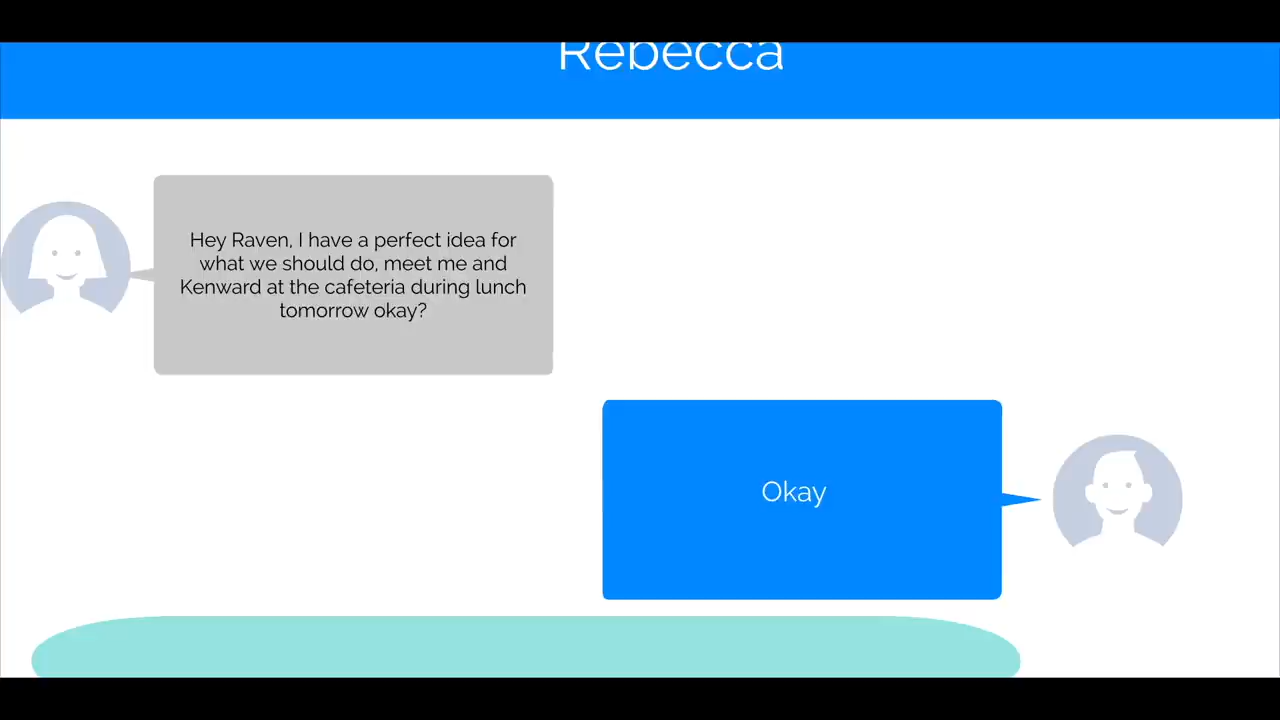 Rebecca
Hey Raven, I have a perfect idea for
what we should do, meet me and
Kenward at the cafeteria during lunch
tomorrow okay?
Okay